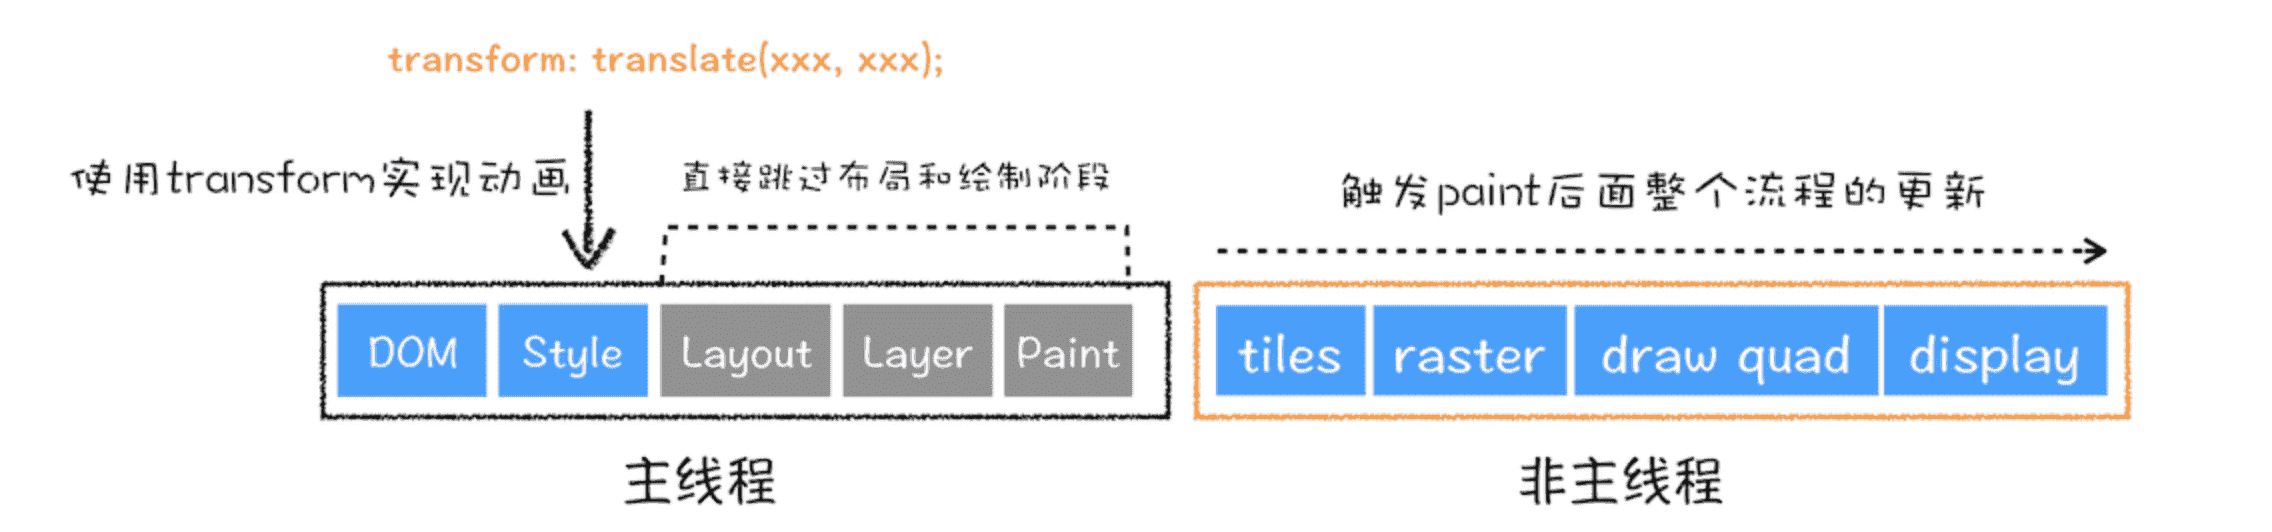 transform: translate(xxx, xxx);
使用transform实现动画
直接跳过布局和绘制阶段
触发paint后面整个流程的更新
DOM
Style
Layout
Layer
Paint
tiles
raster
draw quad
display
主线程
非主线程